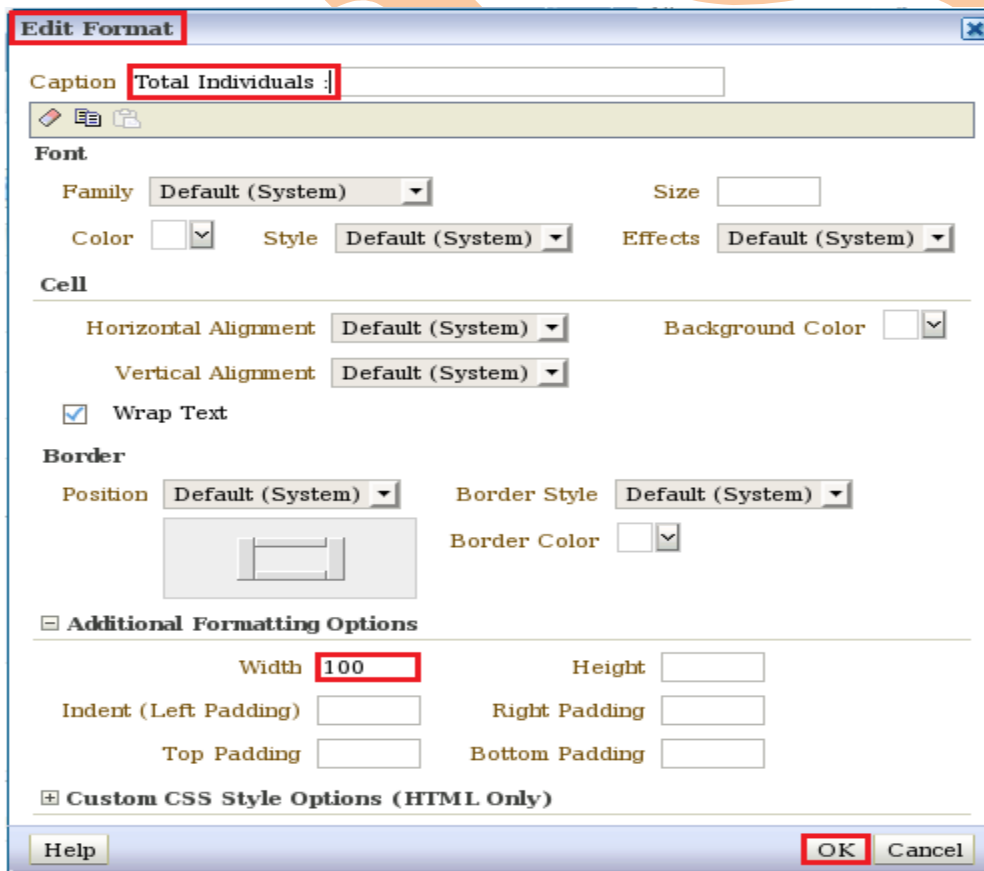 Edit Format
Caption Total Individuals :
Font
Family Default (System) Size
Color Style Default (System) Effects Default (System)
Cell
Horizontal Alignment Default (System) Background Color
Vertical Alignment Default (System)
Wrap Text
Border
Position Default (System) Border Style Default (System)
Border Color
Additional Formatting Options
Width 100 Height
Indent (Left Padding) Right Padding
Top Padding Bottom Padding
Custom CSS Style Options (HTML Only)
Help OK Cancel